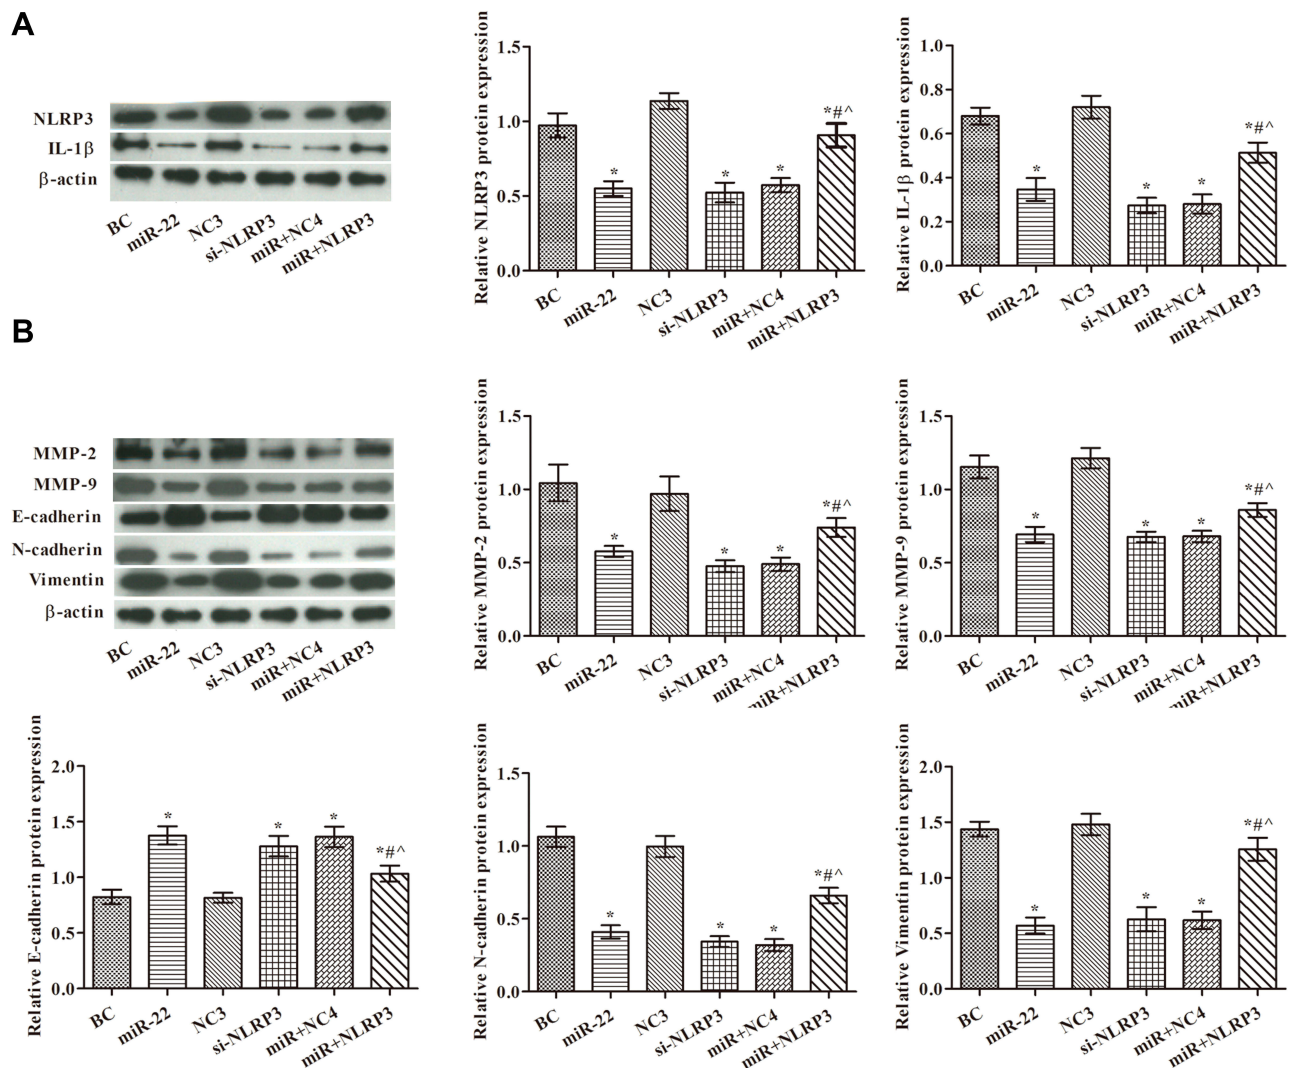 A
NLRP3
IL-1β
β-actin
BC
miR-22
NC3
si-NLRP3
miR+NC4
miR+NLRP3
Relative NLRP3 protein expression
1.5
1.0
0.5
0.0
*
*
*
*#^
BC
miR-22
NC3
si-NLRP3
miR+NC4
miR+NLRP3
Relative IL-1β protein expression
1.0
0.8
0.6
0.4
0.2
0.0
*
*
*
*#^
BC
miR-22
NC3
si-NLRP3
miR+NC4
miR+NLRP3
B
MMP-2
MMP-9
E-cadherin
N-cadherin
Vimentin
β-actin
BC
miR-22
NC3
si-NLRP3
miR+NC4
miR+NLRP3
Relative MMP-2 protein expression
1.5
1.0
0.5
0.0
*
*
*
*#^
BC
miR-22
NC3
si-NLRP3
miR+NC4
miR+NLRP3
Relative MMP-9 protein expression
1.5
1.0
0.5
0.0
*
*
*
*#^
BC
miR-22
NC3
si-NLRP3
miR+NC4
miR+NLRP3
Relative E-cadherin protein expression
2.0
1.5
1.0
0.5
0.0
*
*
*
*#^
BC
miR-22
NC3
si-NLRP3
miR+NC4
miR+NLRP3
Relative N-cadherin protein expression
1.5
1.0
0.5
0.0
*
*
*
*#^
BC
miR-22
NC3
si-NLRP3
miR+NC4
miR+NLRP3
Relative Vimentin protein expression
2.0
1.5
1.0
0.5
0.0
*
*
*
*#^
BC
miR-22
NC3
si-NLRP3
miR+NC4
miR+NLRP3